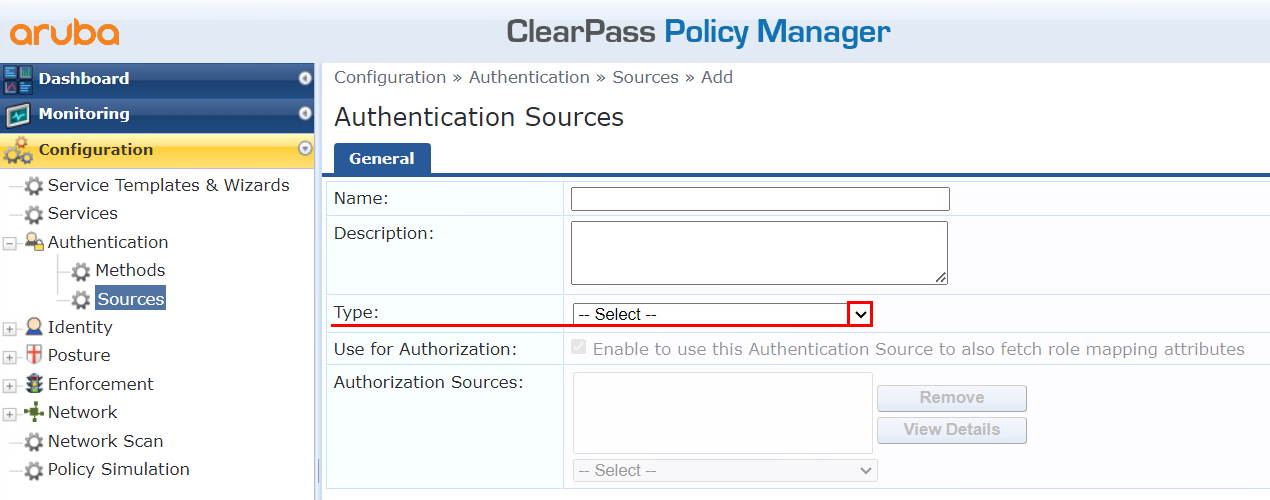 aruba
ClearPass Policy Manager
Dashboard
Monitoring
Configuration
Service Templates & Wizards
Services
Authentication
Methods
Sources
Identity
Posture
Enforcement
Network
Network Scan
Policy Simulation
Configuration » Authentication » Sources » Add
Authentication Sources
General
Name:
Description:
Type: -- Select --
Use for Authorization: Enable to use this Authentication Source to also fetch role mapping attributes
Authorization Sources:
Remove
View Details
-- Select --